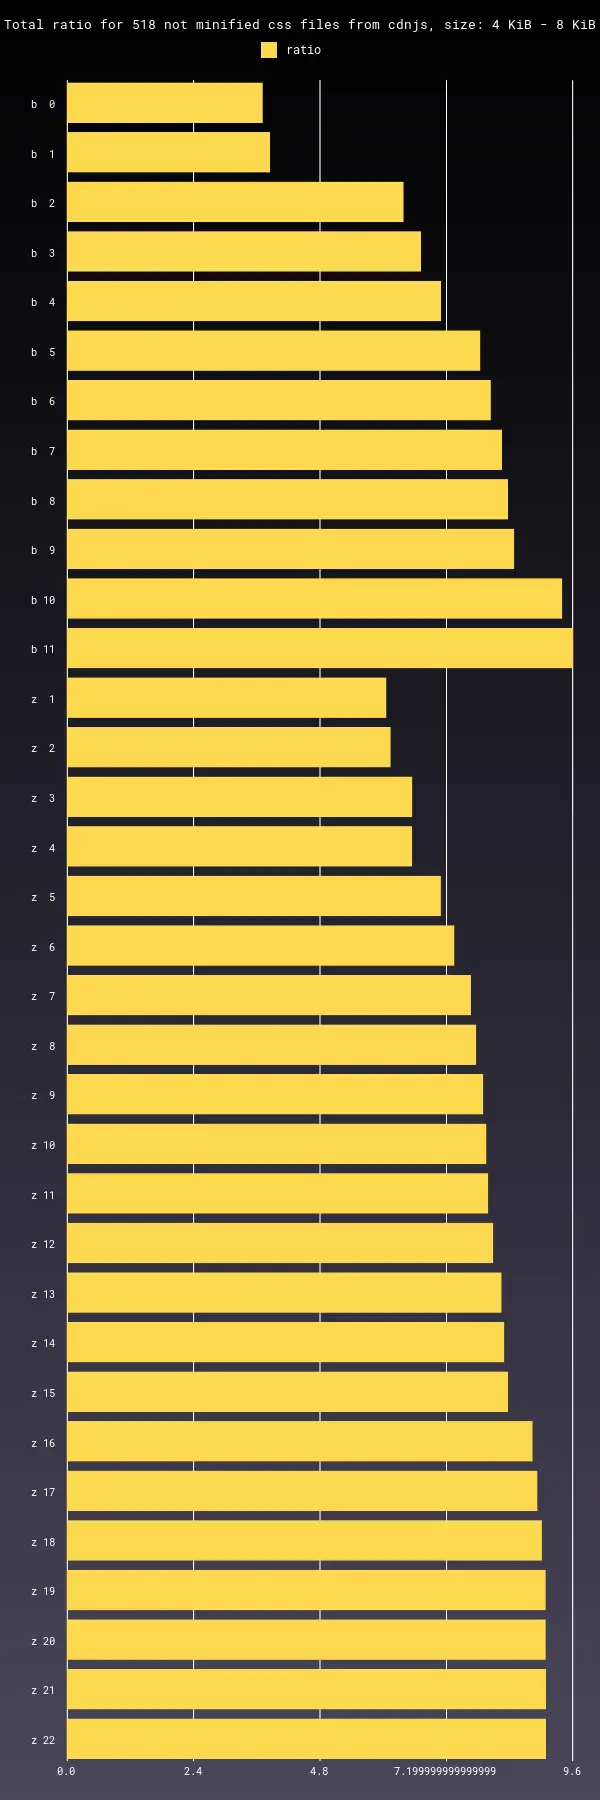 Total ratio for 518 not minified css files from cdnjs, size: 4 KiB - 8 KiB
ratio
b  0
b  1
b  2
b  3
b  4
b  5
b  6
b  7
b  8
b  9
b 10
b 11
z  1
z  2
z  3
z  4
z  5
z  6
z  7
z  8
z  9
z 10
z 11
z 12
z 13
z 14
z 15
z 16
z 17
z 18
z 19
z 20
z 21
z 22
0.0 2.4 4.8 7.199999999999999 9.6